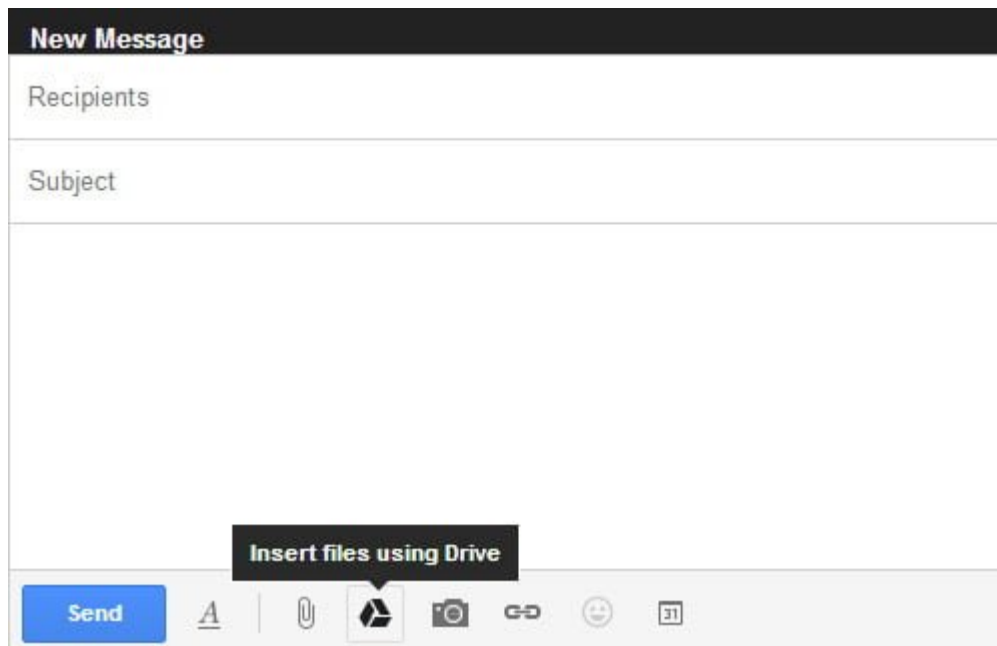 New Message
Recipients
Subject
Insert files using Drive
Send
A
31